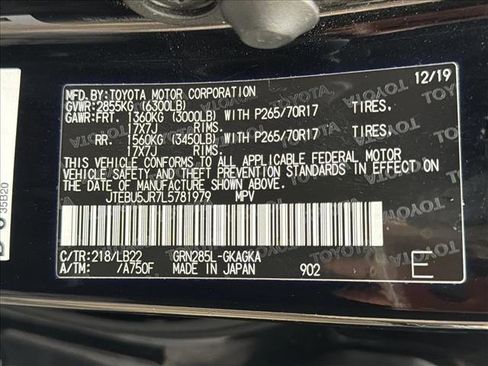 12/19
MFD.BY:TOYOTA MOTOR CORPORATION
GVWR:2855KG (6300LB)
GAWR:FRT. 1360KG (3000LB) WITH P265/70R17 TIRES,
17X7J RIMS.
RR. 1560KG (3450LB) WITH P265/70R17 TIRES,
17X7J RIMS.
THIS VEHICLE CONFORMS TO ALL APPLICABLE FEDERAL MOTOR
VEHICLE SAFETY AND THEFT PREVENTION STANDARDS IN EFFECT
ON THE DATE OF MANUFACTURE SHOWN ABOVE.
JTEBU5JR7L5781979 MPV
C/TR:218/LB22 GRN285L-GKAGKA
A/TM: /A750F MADE IN JAPAN 902
E
35B20